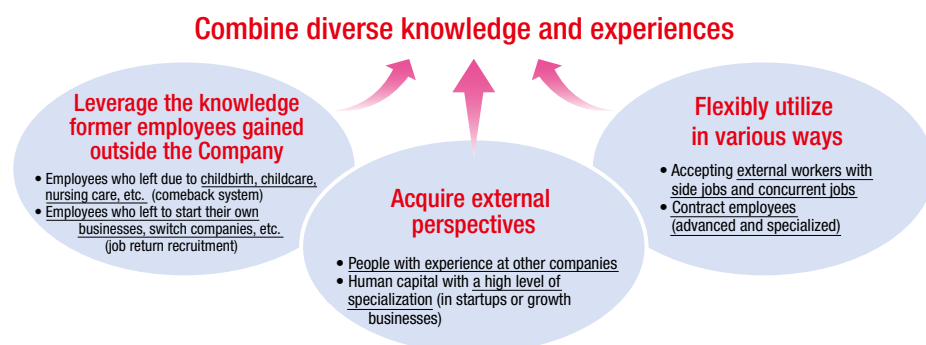 Combine diverse knowledge and experiences
Leverage the knowledge
former employees gained
outside the Company
• Employees who left due to childbirth, childcare,
nursing care, etc. (comeback system)
• Employees who left to start their own
businesses, switch companies, etc.
(job return recruitment)
Acquire external
perspectives
• People with experience at other companies
• Human capital with a high level of
specialization (in startups or growth
businesses)
Flexibly utilize
in various ways
• Accepting external workers with
side jobs and concurrent jobs
• Contract employees
(advanced and specialized)